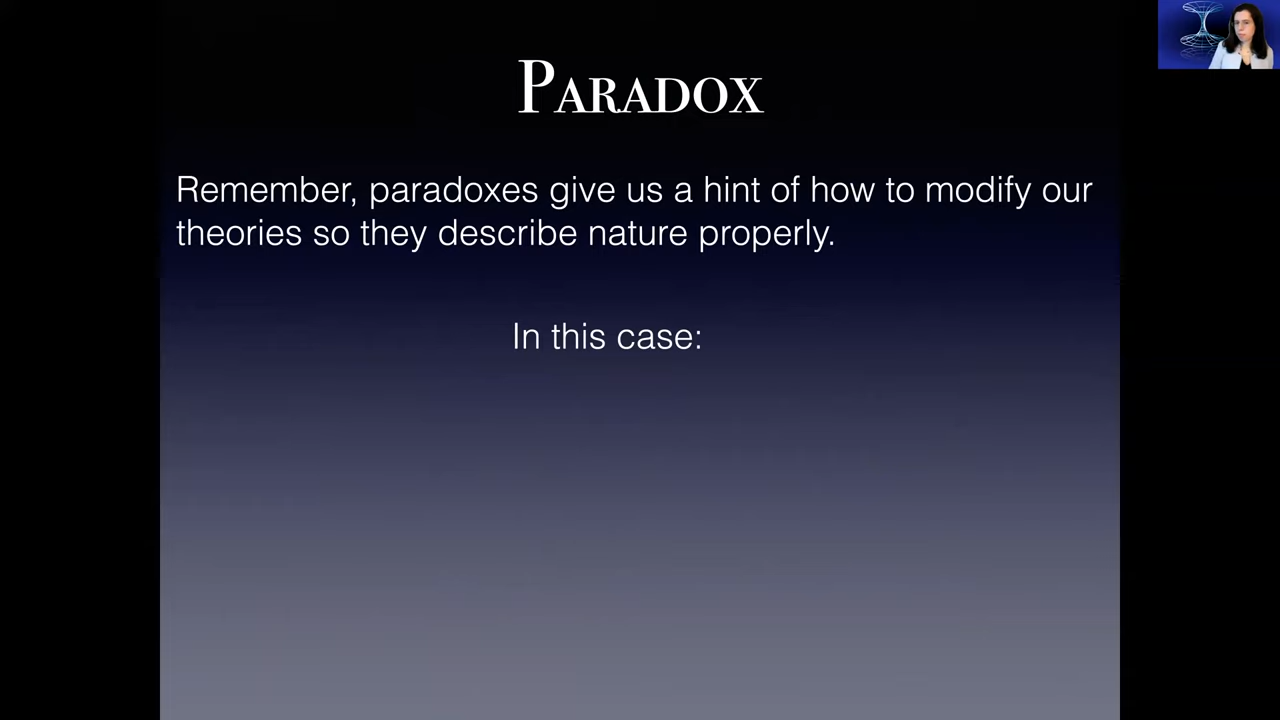 PARADOX
Remember, paradoxes give us a hint of how to modify our
theories so they describe nature properly.
In this case: